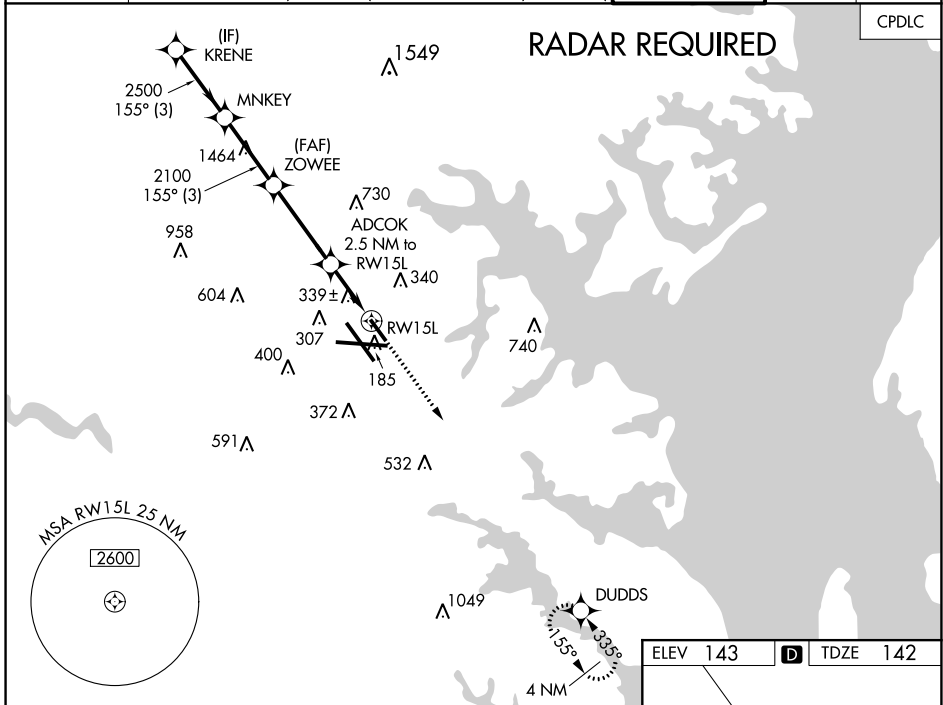 CPDLC
RADAR REQUIRED
(IF)
KRENE
1549
2500
155° (3)
MNKEY
1464
(FAF)
ZOWEE
2100
155° (3)
730
958
ADCOK
2.5 NM to
RW15L
340
604
339±
307
RW15L
740
400
185
372
591
532
MSA RW15L 25 NM
2600
1049
DUDDS
155°
335°
4 NM
ELEV 143
D
TDZE 142